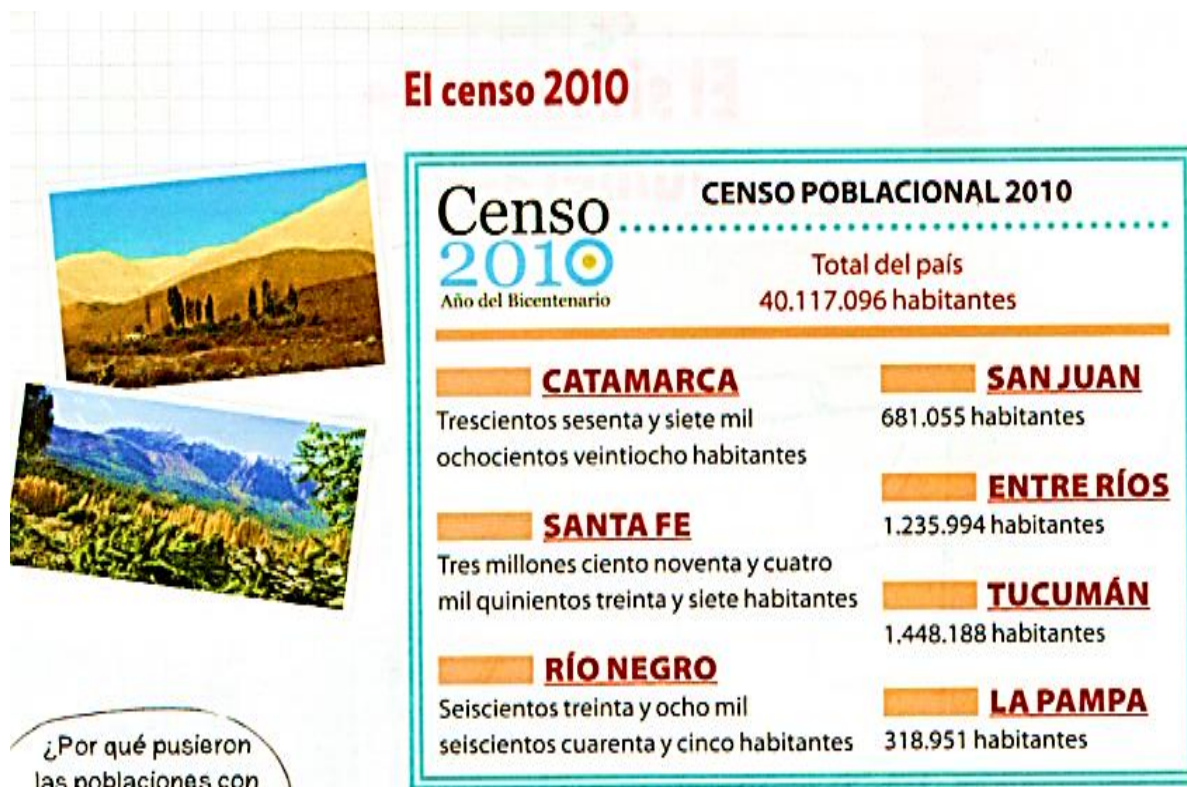 El censo 2010
Censo
2010
Año del Bicentenario
CENSO POBLACIONAL 2010
Total del país
40.117.096 habitantes
CATAMARCA
Trescientos sesenta y siete mil
ochocientos veintiocho habitantes
SANTA FE
Tres millones ciento noventa y cuatro
mil quinientos treinta y siete habitantes
RÍO NEGRO
Seiscientos treinta y ocho mil
seiscientos cuarenta y cinco habitantes
SAN JUAN
681.055 habitantes
ENTRE RÍOS
1.235.994 habitantes
TUCUMÁN
1.448.188 habitantes
LA PAMPA
318.951 habitantes
¿Por qué pusieron
las poblaciones con